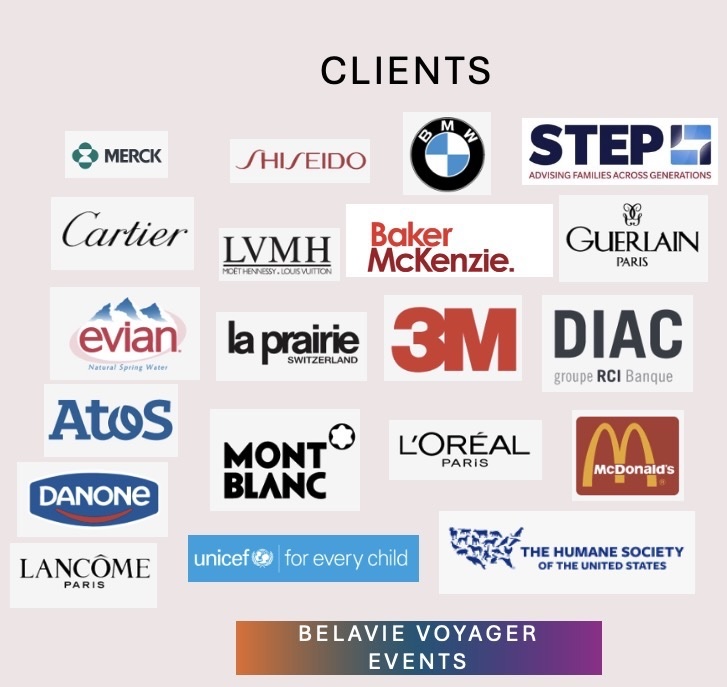 CLIENTS
MERCK
SHISEIDO
BMW
STEP
ADVISING FAMILIES ACROSS GENERATIONS
Cartier
LVMH
MOËT HENNESSY . LOUIS VUITTON
Baker
McKenzie.
GUERLAIN
PARIS
evian.
Natural Spring Water
la prairie
SWITZERLAND
3M
DIAC
groupe RCI Banque
AtoS
MONT
BLANC
L'ORÉAL
PARIS
McDonald's
DANONE
LANCÔME
PARIS
unicef for every child
THE HUMANE SOCIETY
OF THE UNITED STATES
BELAVIE VOYAGER
EVENTS